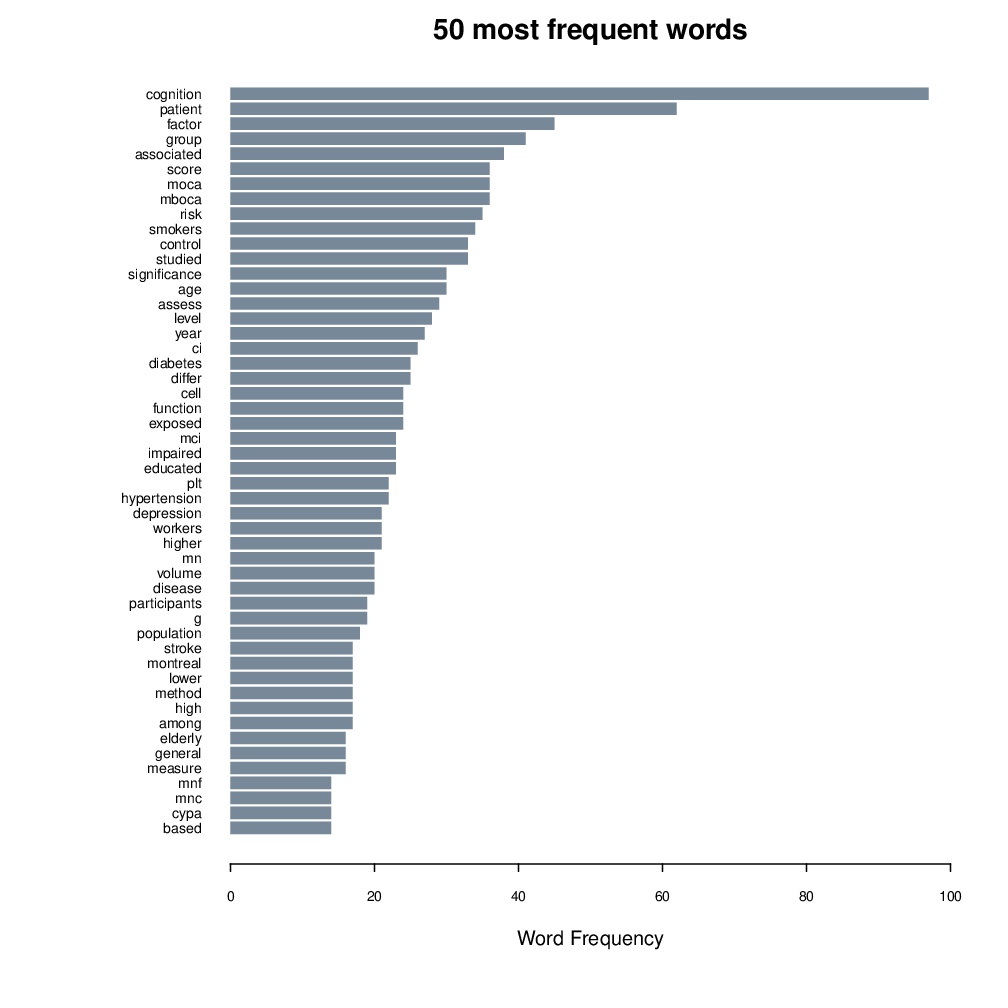 50 most frequent words
cognition
patient
factor
group
associated
score
moca
mboca
risk
smokers
control
studied
significance
age
assess
level
year
ci
diabetes
differ
cell
function
exposed
mci
impaired
educated
plt
hypertension
depression
workers
higher
mn
volume
disease
participants
g
population
stroke
montreal
lower
method
high
among
elderly
general
measure
mnf
mnc
cypa
based
0 20 40 60 80 100
Word Frequency